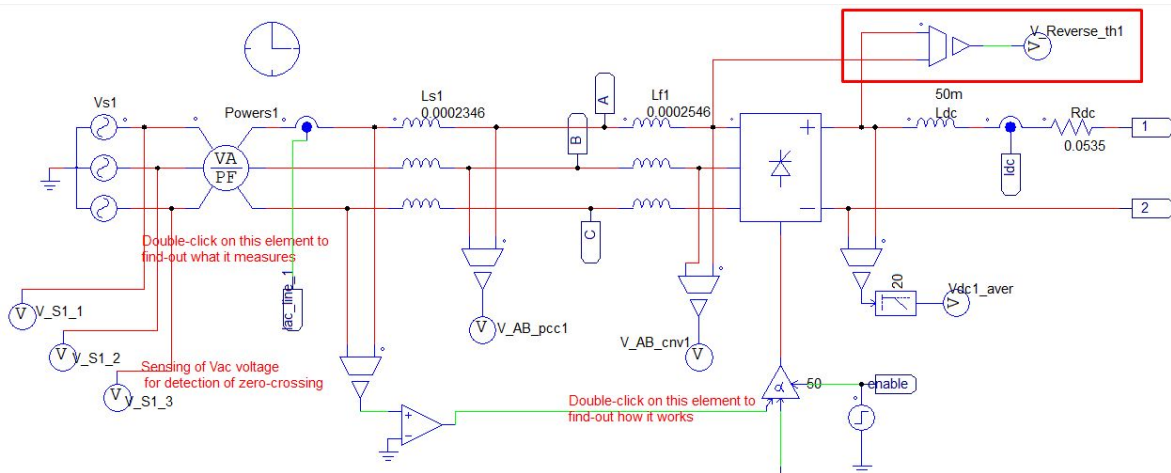 V_Reverse_th1
50m
Ls1
0.0002346
Lf1
0.0002546
Ldc
Rdc
0.0535
Vs1
Powers1
A
B
C
VA
PF
+
-
1
2
Idc
Double-click on this element to
find-out what it measures
Iac_line_1
V
V_S1_1
V
V_S1_2
V
V_S1_3
Sensing of Vac voltage
for detection of zero-crossing
V
V_AB_pcc1
V
V_AB_cnv1
20
V
Vdc1_aver
V
Double-click on this element to
find-out how it works
+
-
α
50
enable